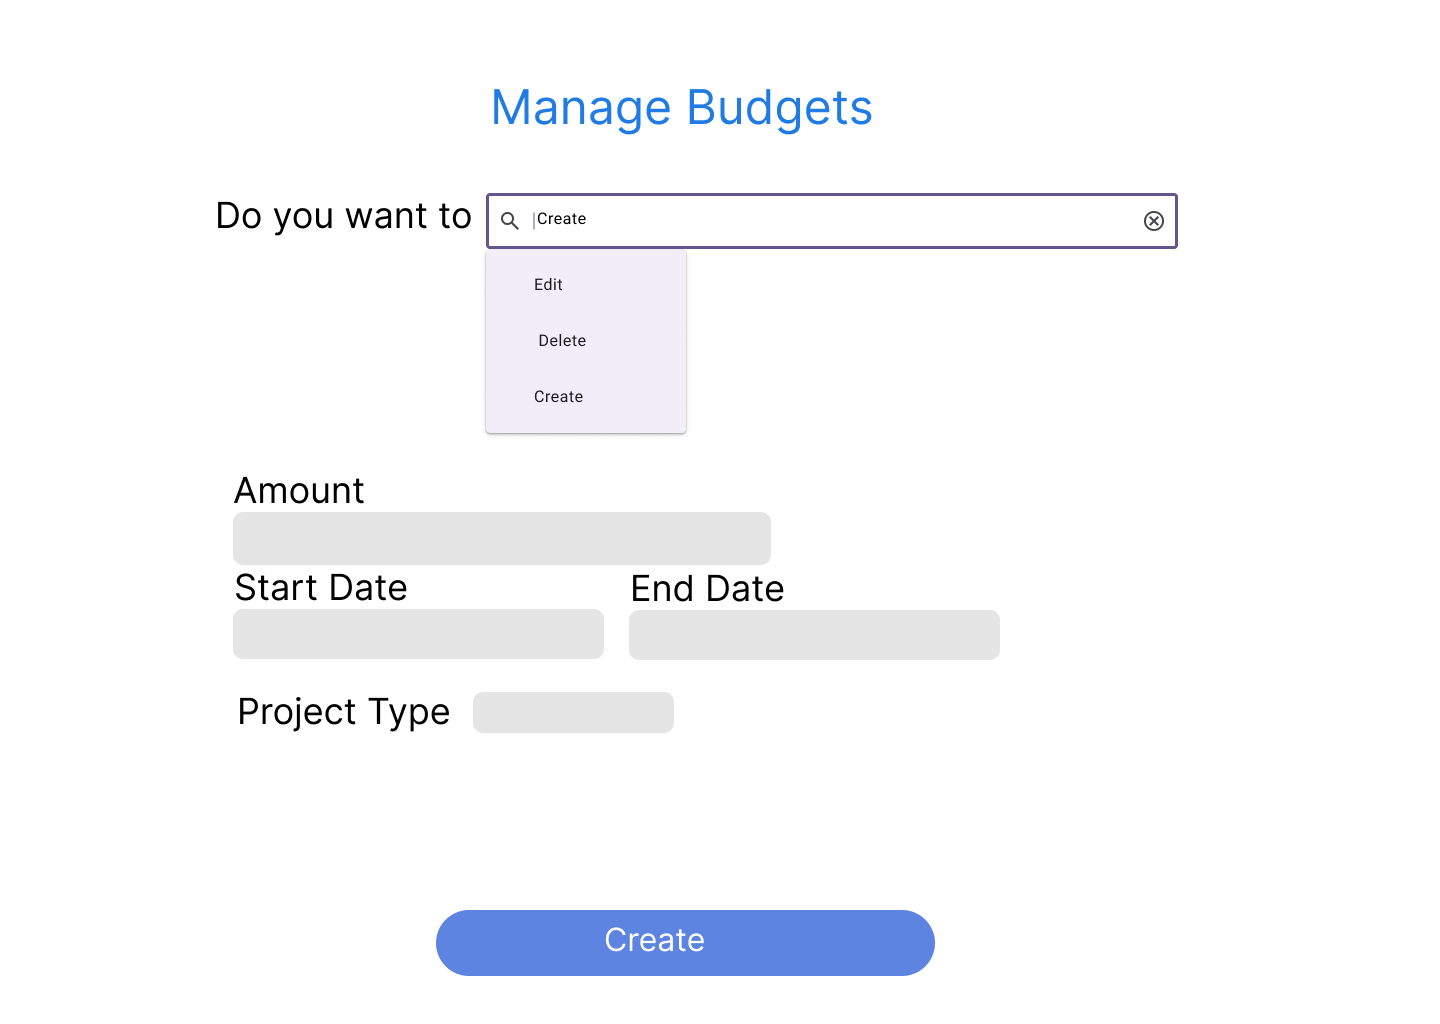 Manage Budgets
Do you want to
Create
Edit
Delete
Create
Amount
Start Date
End Date
Project Type
Create